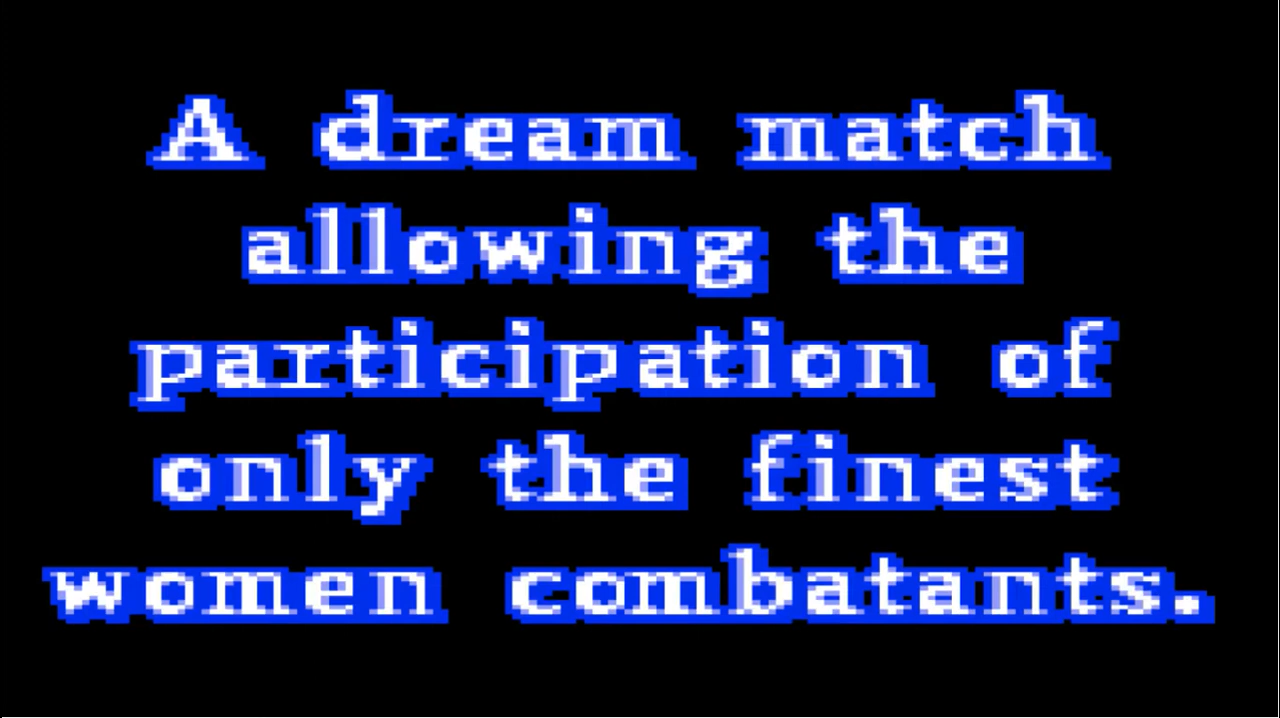 A dream match
allowing the
participation of
only the finest
women combatants.